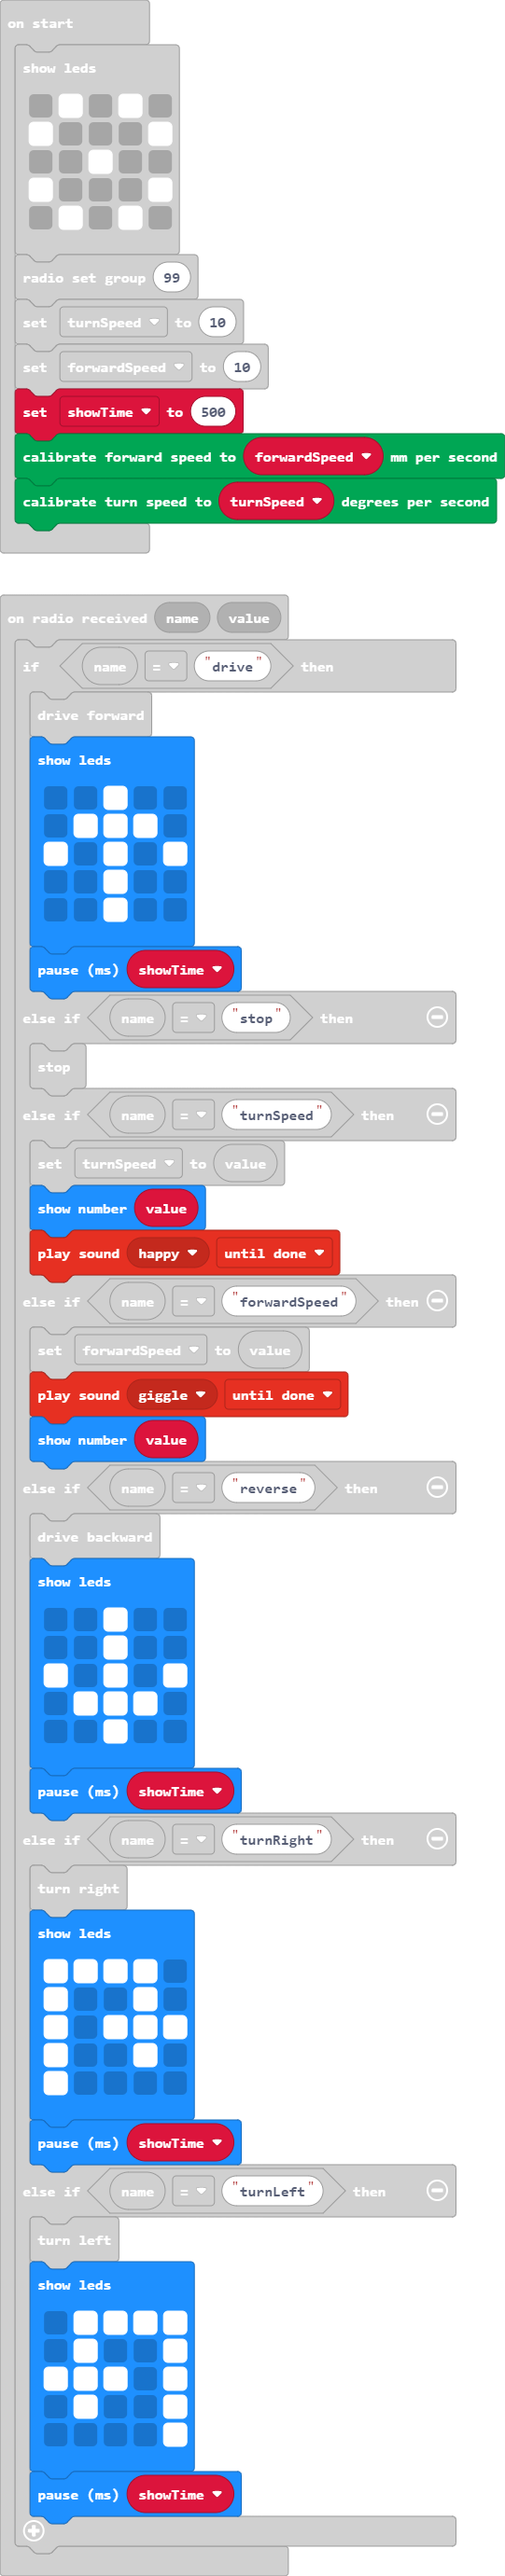 on start
show leds
radio set group 99
set turnSpeed to 10
set forwardSpeed to 10
set showTime to 500
calibrate forward speed to forwardSpeed mm per second
calibrate turn speed to turnSpeed degrees per second
on radio received name value
if name = "drive" then
drive forward
show leds
pause (ms) showTime
else if name = "stop" then
stop
else if name = "turnSpeed" then
set turnSpeed to value
show number value
play sound happy until done
else if name = "forwardSpeed" then
set forwardSpeed to value
play sound giggle until done
show number value
else if name = "reverse" then
drive backward
show leds
pause (ms) showTime
else if name = "turnRight" then
turn right
show leds
pause (ms) showTime
else if name = "turnLeft" then
turn left
show leds
pause (ms) showTime